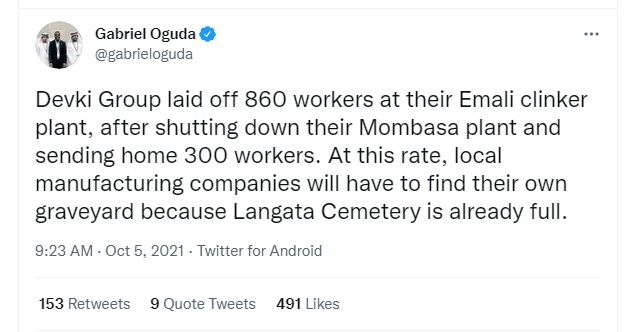 Gabriel Oguda
@gabrieloguda
Devki Group laid off 860 workers at their Emali clinker
plant, after shutting down their Mombasa plant and
sending home 300 workers. At this rate, local
manufacturing companies will have to find their own
graveyard because Langata Cemetery is already full.
9:23 AM · Oct 5, 2021 · Twitter for Android
153 Retweets 9 Quote Tweets 491 Likes